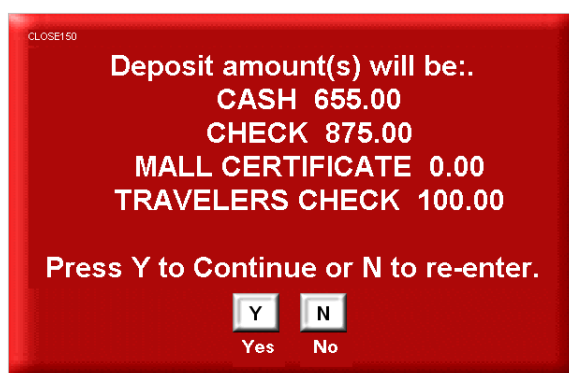 CLOSE150
Deposit amount(s) will be:.
CASH 655.00
CHECK 875.00
MALL CERTIFICATE 0.00
TRAVELERS CHECK 100.00
Press Y to Continue or N to re-enter.
Y N
Yes No